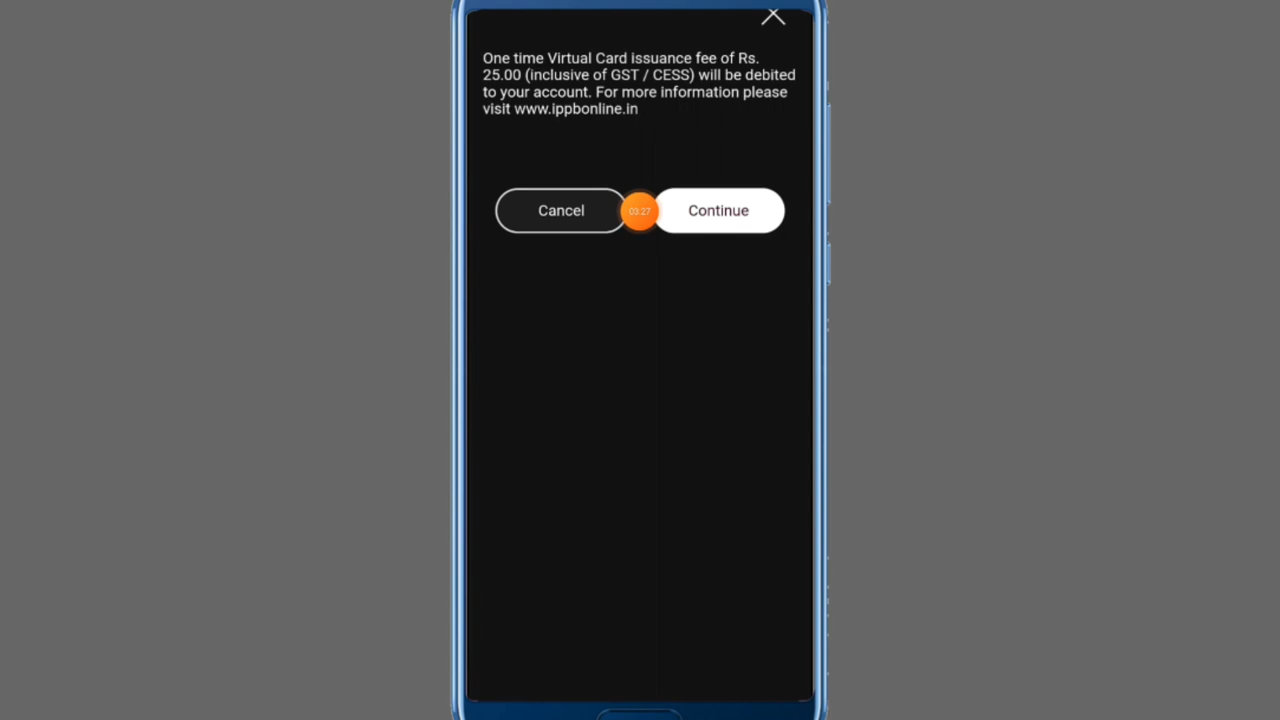 One time Virtual Card issuance fee of Rs.
25.00 (inclusive of GST / CESS) will be debited
to your account. For more information please
visit www.ippbonline.in
Cancel
03:27
Continue